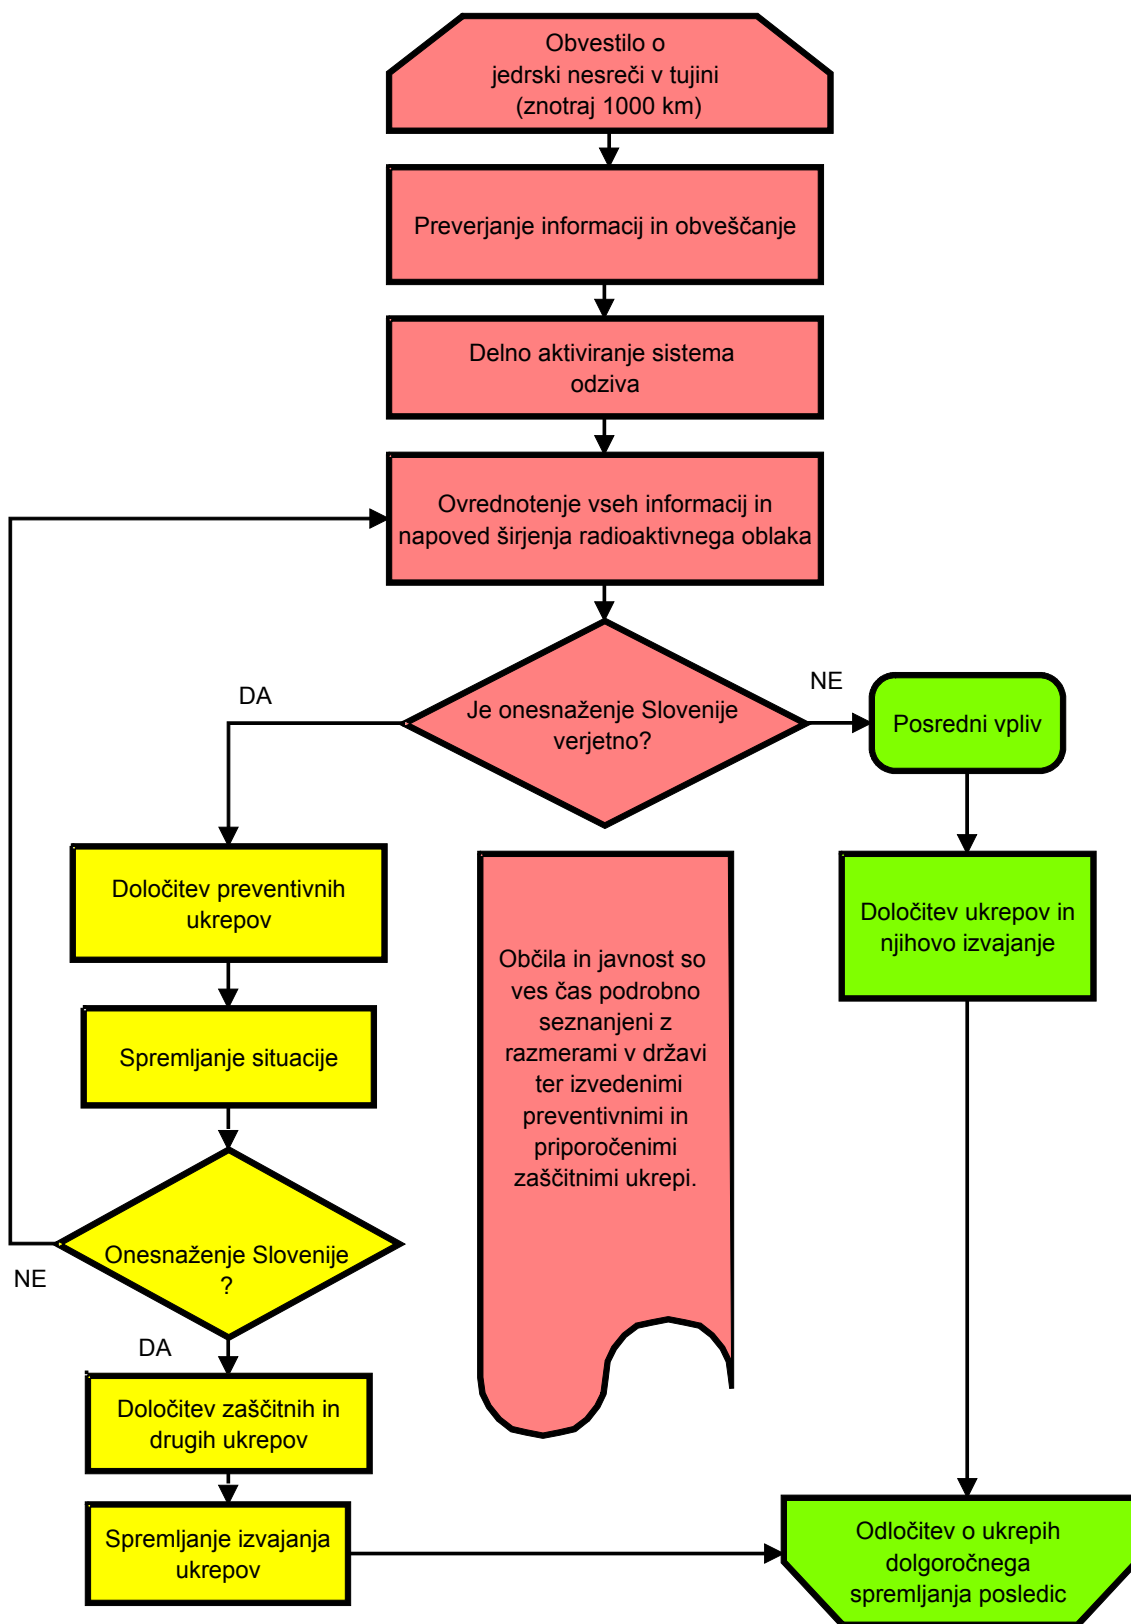 Obvestilo o
jedrski nesreči v tujini
(znotraj 1000 km)
Preverjanje informacij in obveščanje
Delno aktiviranje sistema
odziva
Ovrednotenje vseh informacij in
napoved širjenja radioaktivnega oblaka
Je onesnaženje Slovenije
verjetno?
DA
NE
Posredni vpliv
Določitev preventivnih
ukrepov
Določitev ukrepov in
njihovo izvajanje
Občila in javnost so
ves čas podrobno
seznanjeni z
razmerami v državi
ter izvedenimi
preventivnimi in
priporočenimi
zaščitnimi ukrepi.
Spremljanje situacije
Onesnaženje Slovenije
?
NE
DA
Določitev zaščitnih in
drugih ukrepov
Spremljanje izvajanja
ukrepov
Odločitev o ukrepih
dolgoročnega
spremljanja posledic